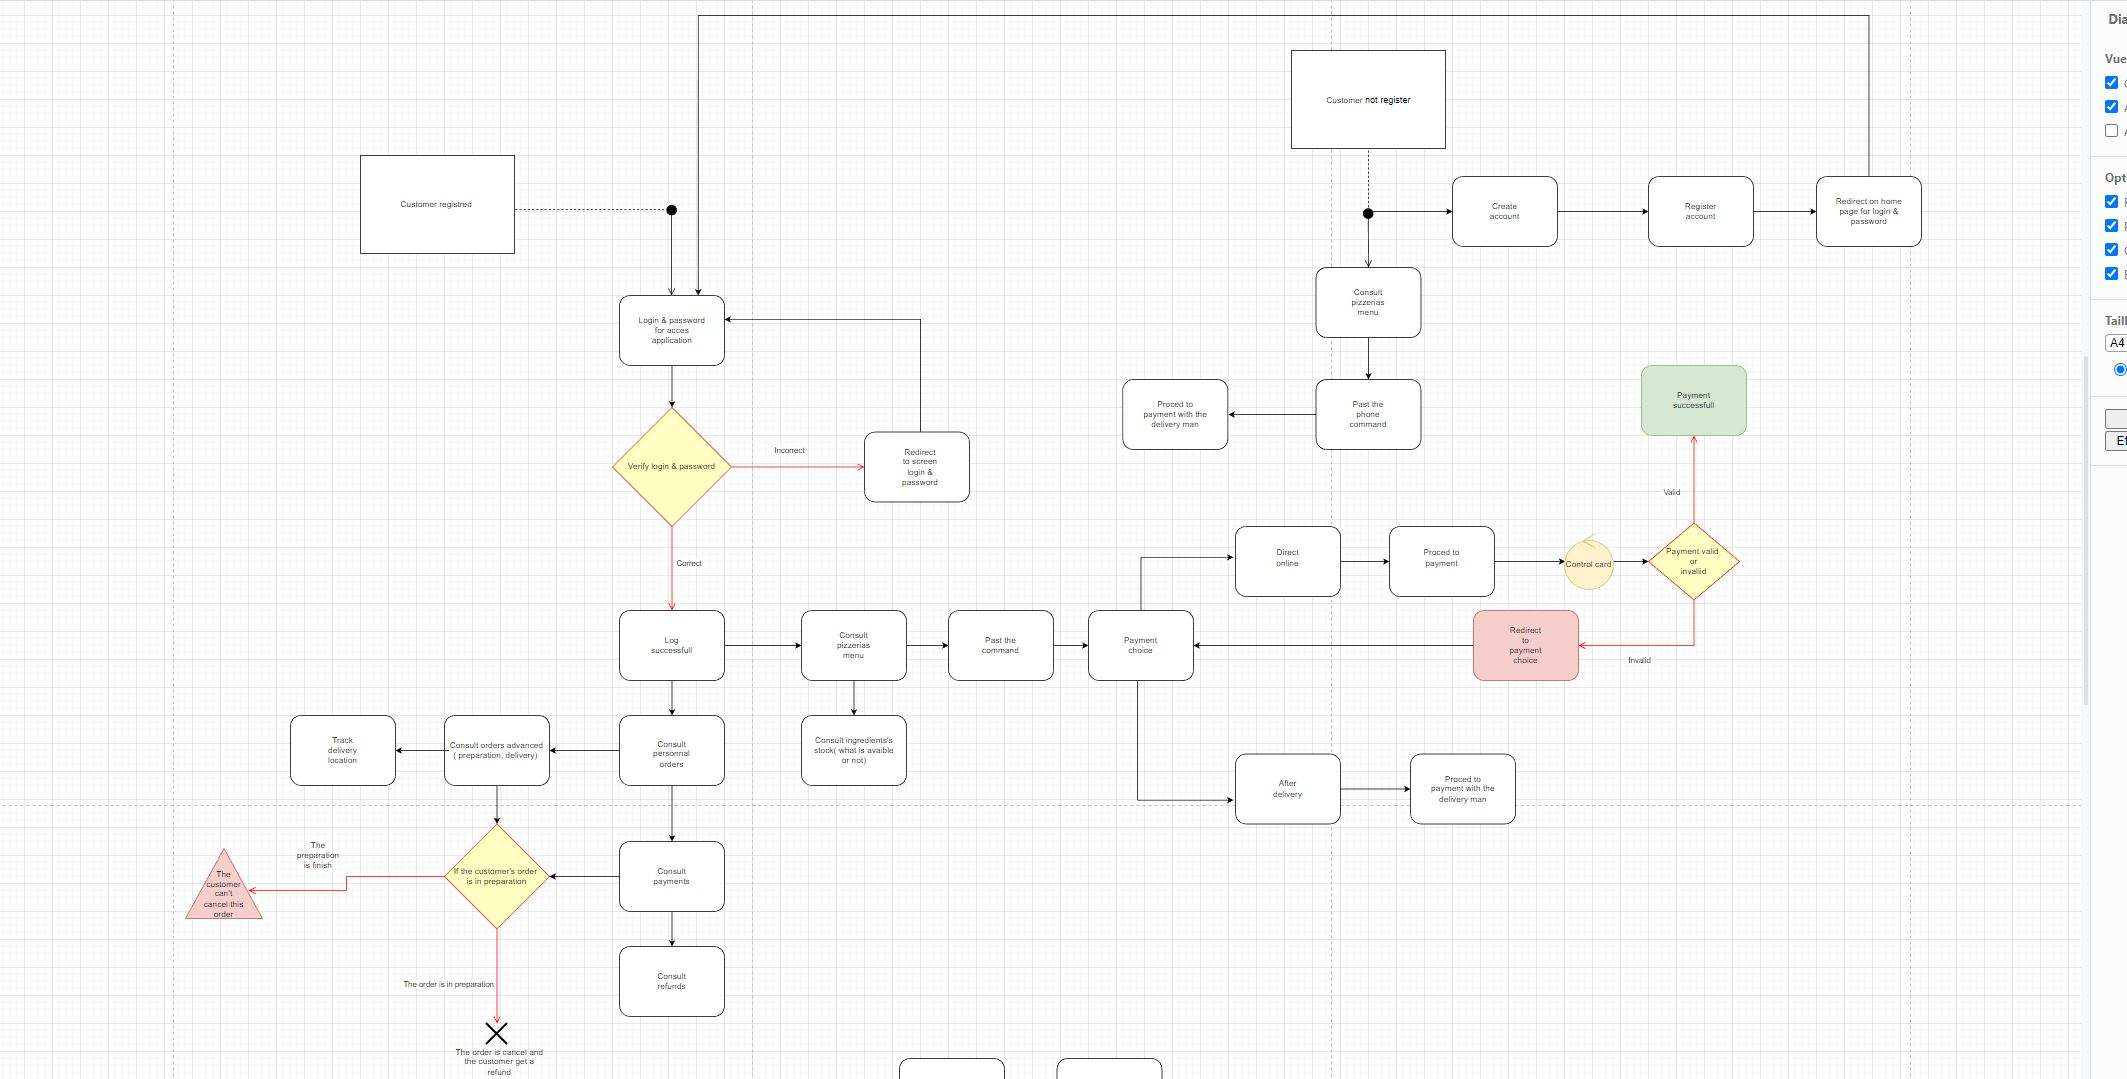 Customer not register
Customer registred
Create
account
Register
account
Redirect on home
page for login &
password
Login & password
for acces
application
Consult
pizzerias
menu
Proced to
payment with the
delivery man
Past the
phone
command
Payment
successfull
Verify login & password
Incorrect
Redirect
to screen
login &
password
Valid
Correct
Direct
online
Proced to
payment
Control card
Payment valid
or
invaliid
Log
successfull
Consult
pizzerias
menu
Past the
command
Payment
choice
Redirect
to
payment
choice
Invalid
Track
delivery
location
Consult orders advanced
( preparation, delivery)
Consult
personnal
orders
Consult ingredients's
stock( what is avaible
or not)
After
delivery
Proced to
payment with the
delivery man
The
preparation
is finish
The
customer
can't
cancel this
order
If the customer's order
is in preparation
Consult
payments
The order is in preparation
Consult
refunds
The order is cancel and
the customer get a
refund
Dia
Vue
Opt
Taill
A4
Ef